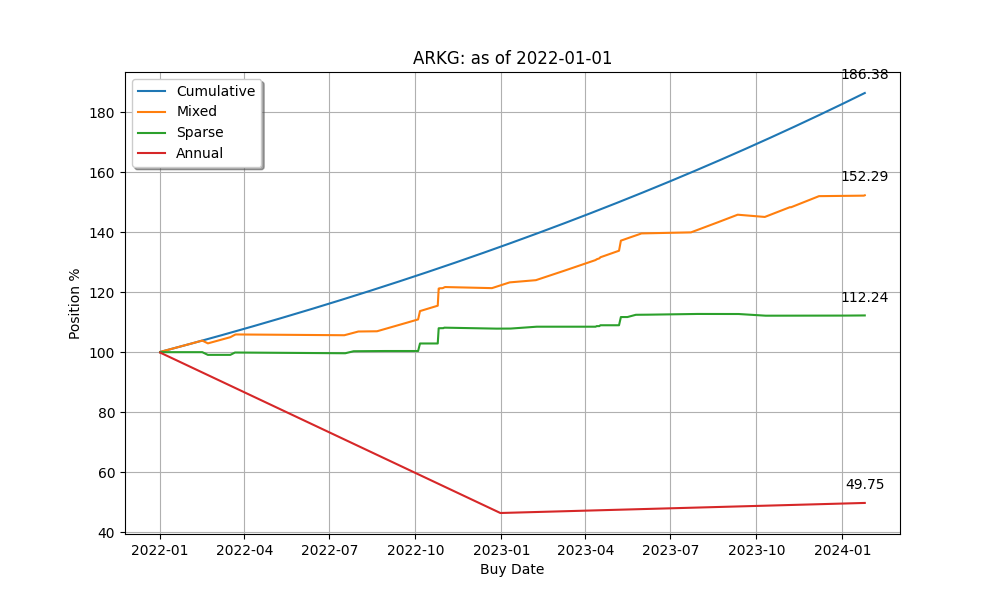 ARKG: as of 2022-01-01
Cumulative
Mixed
Sparse
Annual
186.38
152.29
112.24
49.75
Position %
180
160
140
120
100
80
60
40
2022-01 2022-04 2022-07 2022-10 2023-01 2023-04 2023-07 2023-10 2024-01
Buy Date